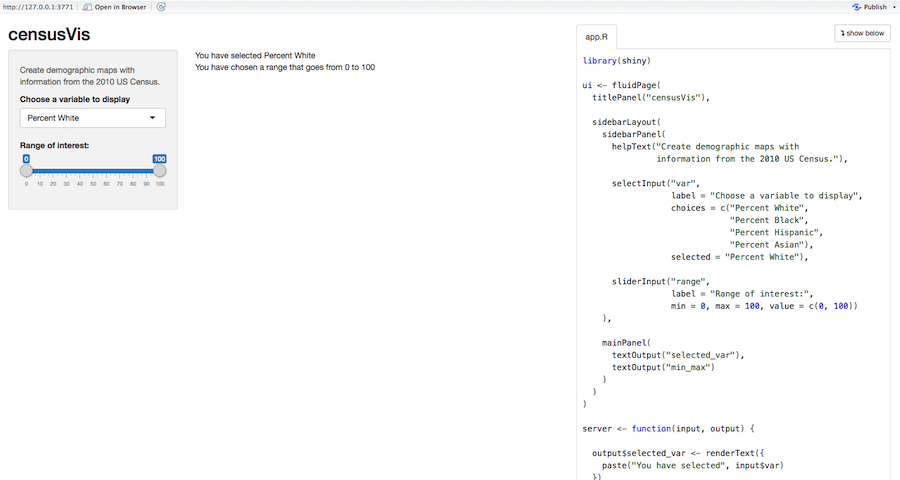 http://127.0.0.1:3771 Open in Browser Publish
censusVis
Create demographic maps with
information from the 2010 US Census.
Choose a variable to display
Percent White
Range of interest:
0 100
0 10 20 30 40 50 60 70 80 90 100
You have selected Percent White
You have chosen a range that goes from 0 to 100
app.R
show below
library(shiny)
ui <- fluidPage(
titlePanel("censusVis"),
sidebarLayout(
sidebarPanel(
helpText("Create demographic maps with
information from the 2010 US Census."),
selectInput("var",
label = "Choose a variable to display",
choices = c("Percent White",
"Percent Black",
"Percent Hispanic",
"Percent Asian"),
selected = "Percent White"),
sliderInput("range",
label = "Range of interest:",
min = 0, max = 100, value = c(0, 100))
),
mainPanel(
textOutput("selected_var"),
textOutput("min_max")
)
)
)
server <- function(input, output) {
output$selected_var <- renderText({
paste("You have selected", input$var)
})